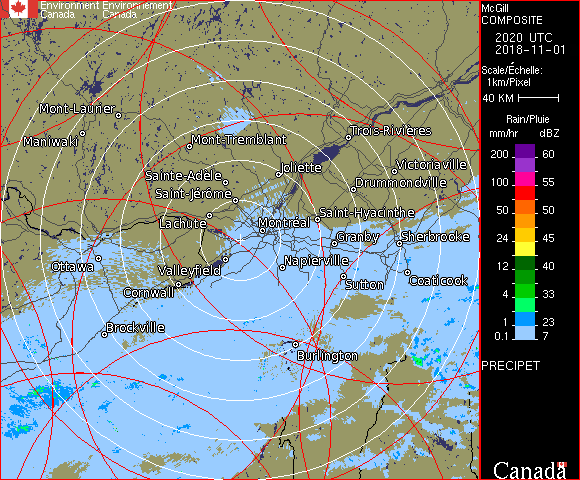 Environment Environnement
Canada Canada
McGill
COMPOSITE
2020 UTC
2018-11-01
Scale/Échelle:
1km/Pixel
40 KM
Rain/Pluie
mm/hr dBZ
200 60
100 55
50 50
24 45
12 40
4 33
1 23
0.1 7
PRECIPET
Canada
Mont-Laurier
Maniwaki
Mont-Tremblant
Trois-Rivières
Joliette
Victoriaville
Sainte-Adèle
Drummondville
Saint-Jérôme
Saint-Hyacinthe
Lachute
Montréal
Granby
Sherbrooke
Ottawa
Valleyfield
Napierville
Cornwall
Sutton
Coaticook
Brockville
Burlington